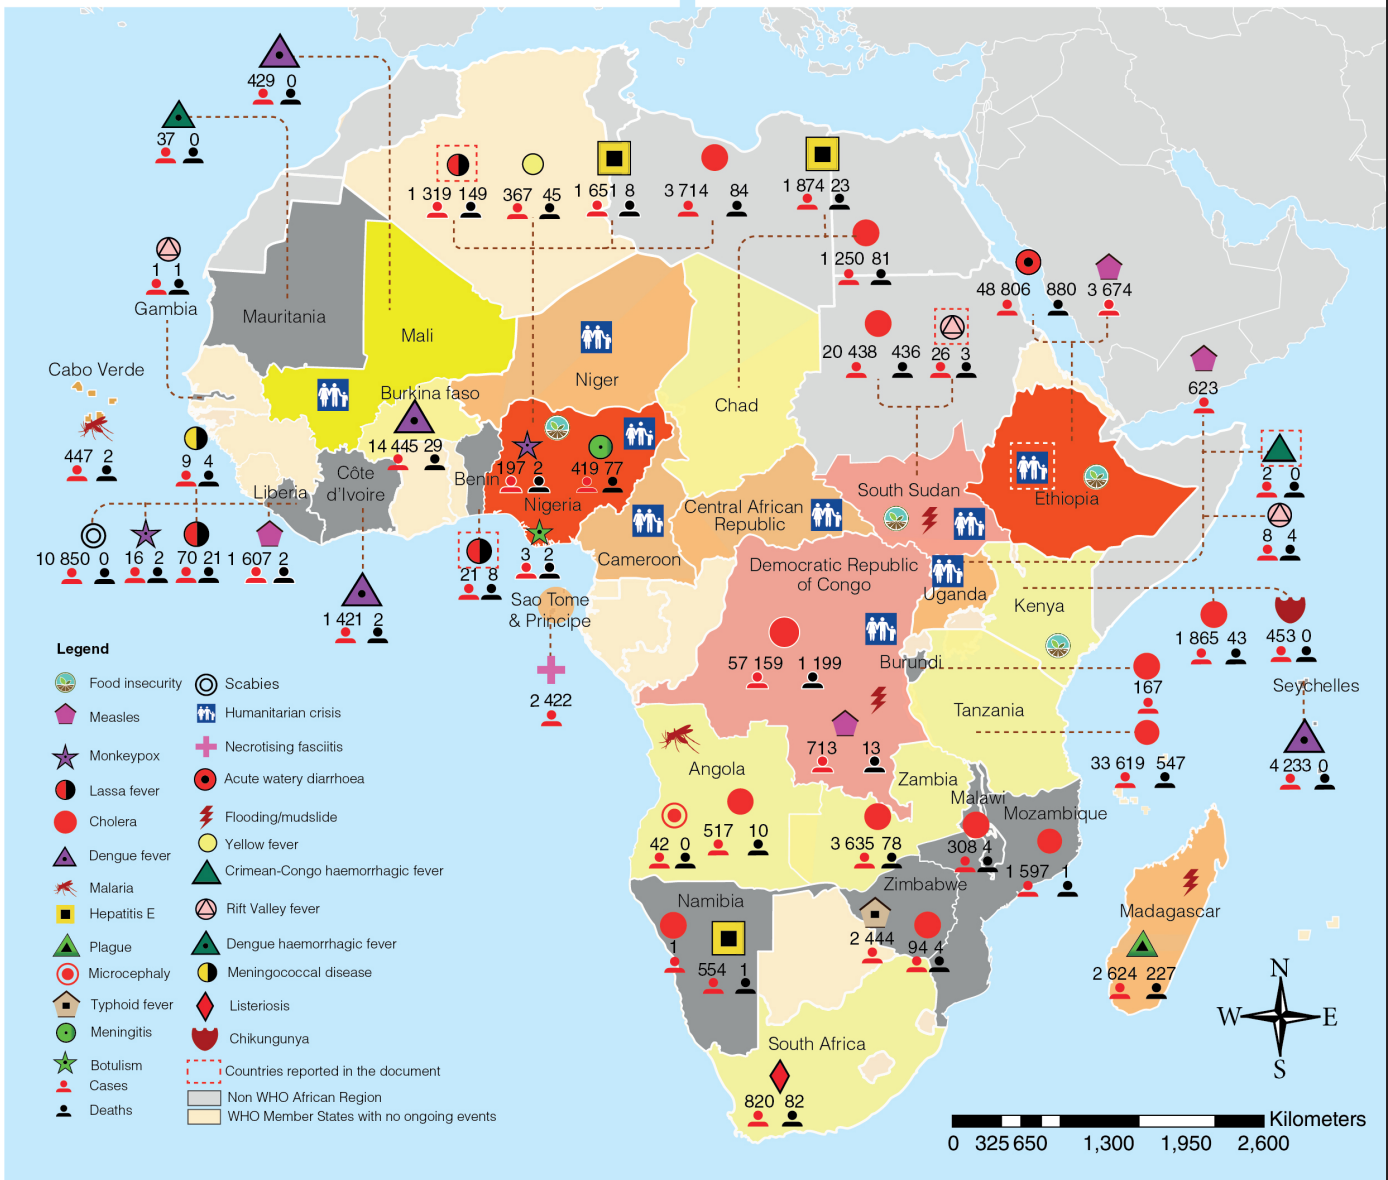 429 0
37 0
1 319 149
367 45
1 651 8
3 714 84
1 874 23
1 250 81
1 1
Gambia
Mauritania
Mali
Niger
Chad
48 806 880
3 674
20 438 436
26 3
623
Cabo Verde
447 2
Burkina faso
14 445 29
9 4
Liberia
Côte
d'Ivoire
Benin
197 2
419 77
Nigeria
South Sudan
Ethiopia
2 0
Central African
Republic
Cameroon
10 850 0
16 2
70 21
1 607 2
21 8
3 2
8 4
Democratic Republic
of Congo
Uganda
Kenya
Sao Tome
& Principe
1 421 2
2 422
57 159 1 199
Burundi
1 865 43
453 0
167
Seychelles
4 233 0
Tanzania
33 619 547
713 13
Angola
Zambia
Malawi
Mozambique
42 0
517 10
3 635 78
308 4
1 597 1
Zimbabwe
Namibia
1
554 1
2 444
94 4
Madagascar
2 624 227
South Africa
820 82
Legend
Food insecurity
Measles
Monkeypox
Lassa fever
Cholera
Dengue fever
Malaria
Hepatitis E
Plague
Microcephaly
Typhoid fever
Meningitis
Botulism
Cases
Deaths
Scabies
Humanitarian crisis
Necrotising fasciitis
Acute watery diarrhoea
Flooding/mudslide
Yellow fever
Crimean-Congo haemorrhagic fever
Rift Valley fever
Dengue haemorrhagic fever
Meningococcal disease
Listeriosis
Chikungunya
Countries reported in the document
Non WHO African Region
WHO Member States with no ongoing events
N
W E
S
Kilometers
0 325 650 1,300 1,950 2,600